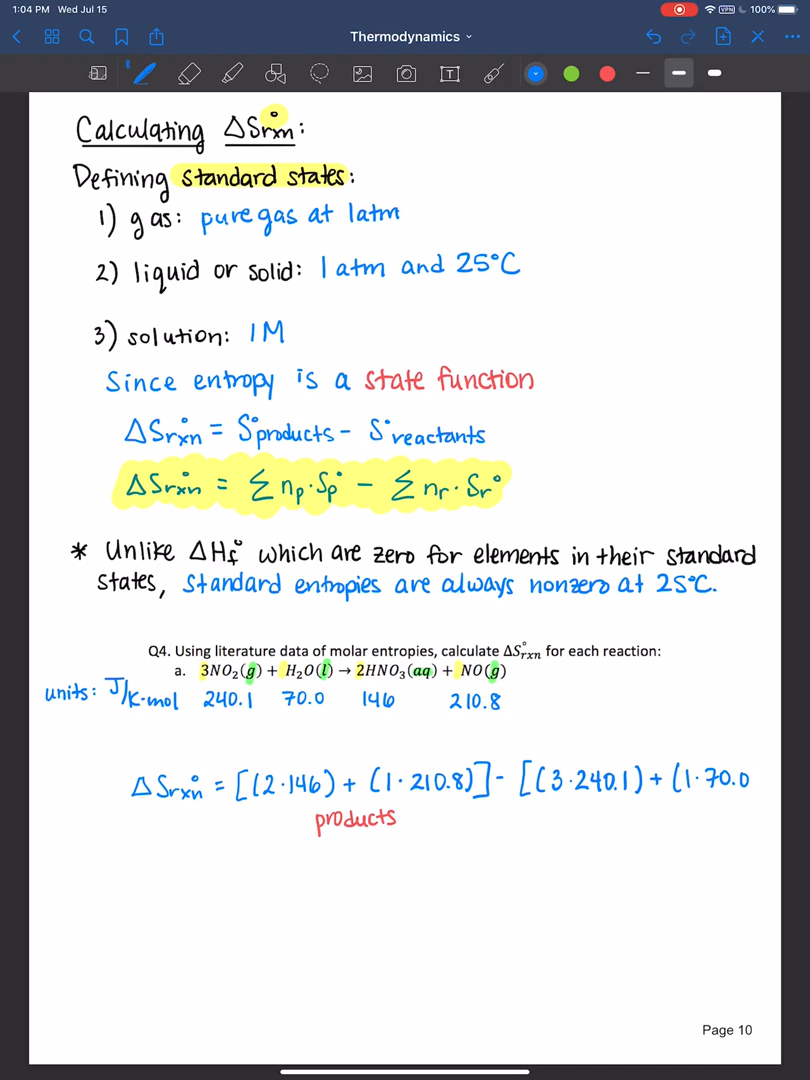 1:04 PM Wed Jul 15
VPN 100%
Thermodynamics
T
Calculating ΔS°rxn:
Defining standard states:
1) gas: pure gas at 1 atm
2) liquid or solid: 1 atm and 25°C
3) solution: 1M
Since entropy is a state function
ΔS°rxn = S°products - S°reactants
ΔS°rxn = Σ np·Sp° - Σ nr·Sr°
* Unlike ΔHf° which are zero for elements in their standard
states, standard entropies are always nonzero at 25°C.
Q4. Using literature data of molar entropies, calculate ΔS°rxn for each reaction:
a. 3NO₂(g) + H₂O(l) → 2HNO₃(aq) + NO(g)
units: J/K·mol 240.1 70.0 146 210.8
ΔS°rxn = [(2·146) + (1·210.8)] - [(3·240.1) + (1·70.0
products
Page 10